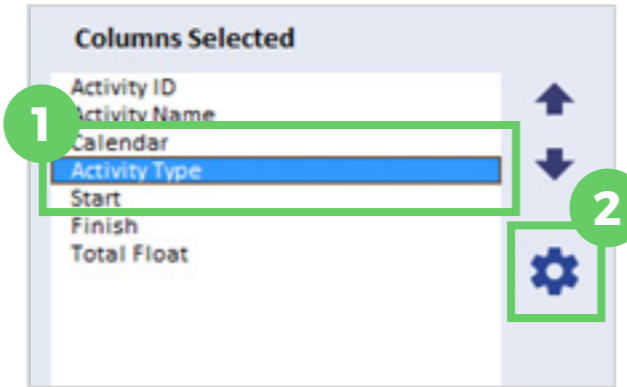 Columns Selected
Activity ID
1
Activity Name
Calendar
Activity Type
Start
2
Finish
Total Float